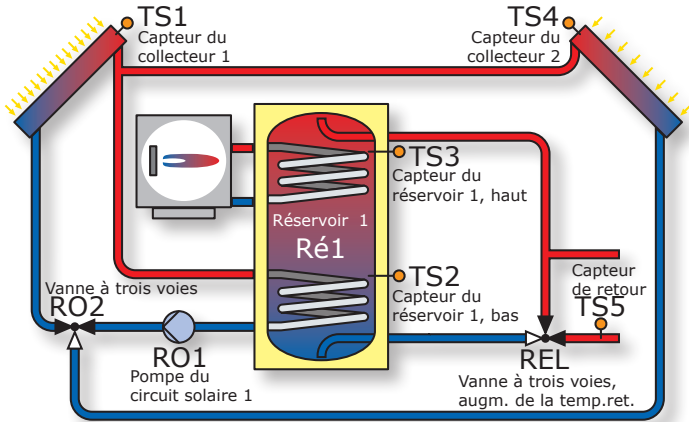 TS1
Capteur du
collecteur 1
TS4
Capteur du
collecteur 2
TS3
Capteur du
réservoir 1, haut
Réservoir 1
Ré1
TS2
Capteur du
réservoir 1, bas
Vanne à trois voies
RO2
RO1
Pompe du
circuit solaire 1
Capteur
de retour
TS5
REL
Vanne à trois voies,
augm. de la temp.ret.